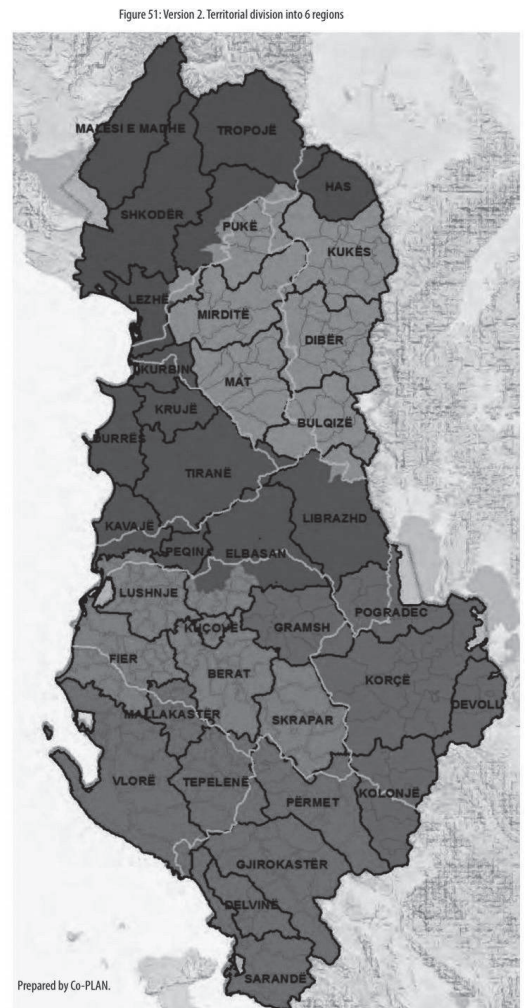 Figure 51: Version 2. Territorial division into 6 regions
MALESI E MADHE
TROPOJË
HAS
SHKODËR
PUKË
KUKËS
LEZHË
MIRDITË
DIBËR
KURBIN
MAT
KRUJË
BULQIZË
DURRËS
TIRANË
LIBRAZHD
KAVAJË
PEQIN
ELBASAN
LUSHNJE
POGRADEC
KUÇOVË
GRAMSH
FIER
BERAT
KORÇË
DEVOLL
MALLAKASTËR
SKRAPAR
VLORË
TEPELENË
KOLONJË
PËRMET
GJIROKASTËR
DELVINË
SARANDË
Prepared by Co-PLAN.